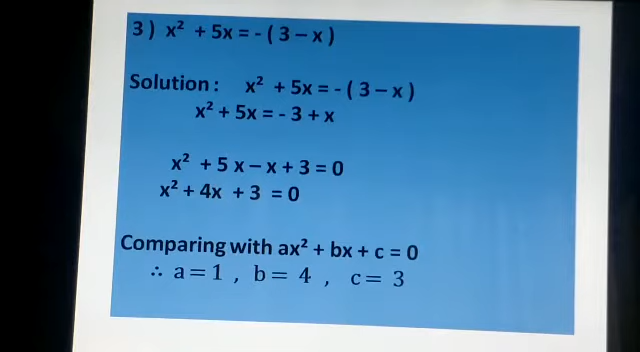 3) x² + 5x = - ( 3 – x )
Solution : x² + 5x = - ( 3 – x )
x² + 5x = - 3 + x
x² + 5 x – x + 3 = 0
x² + 4x + 3 = 0
Comparing with ax² + bx + c = 0
∴ a = 1 , b = 4 , c = 3